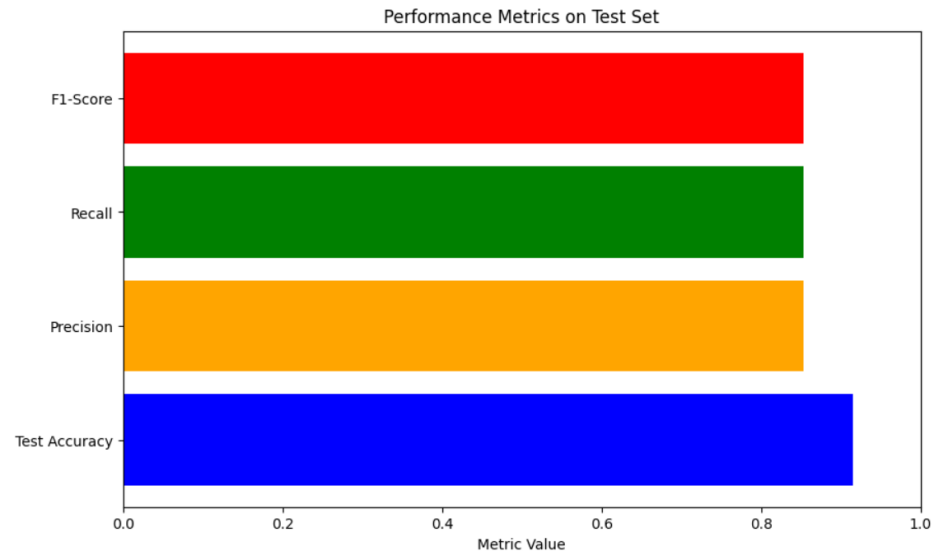 Performance Metrics on Test Set
F1-Score
Recall
Precision
Test Accuracy
0.0 0.2 0.4 0.6 0.8 1.0
Metric Value